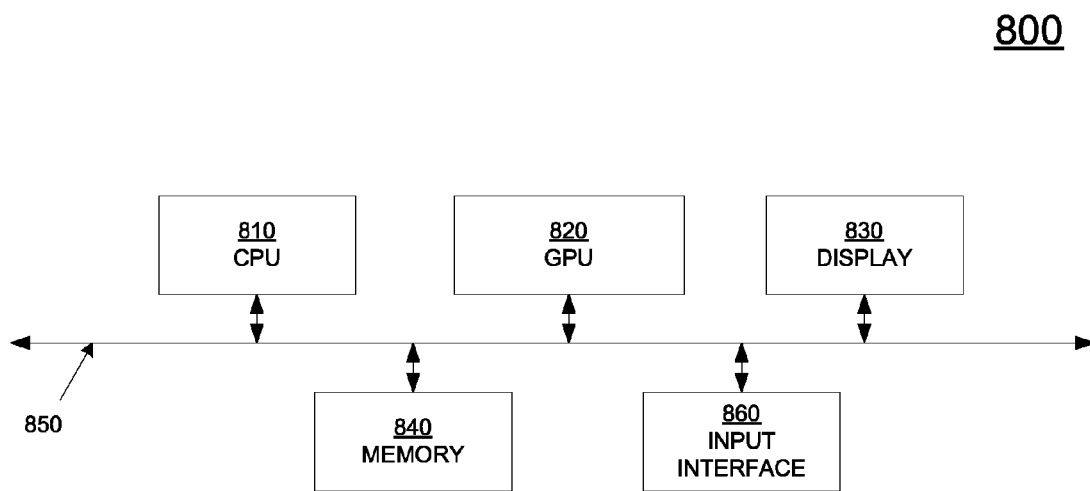 800
810
CPU
820
GPU
830
DISPLAY
850
840
MEMORY
860
INPUT
INTERFACE